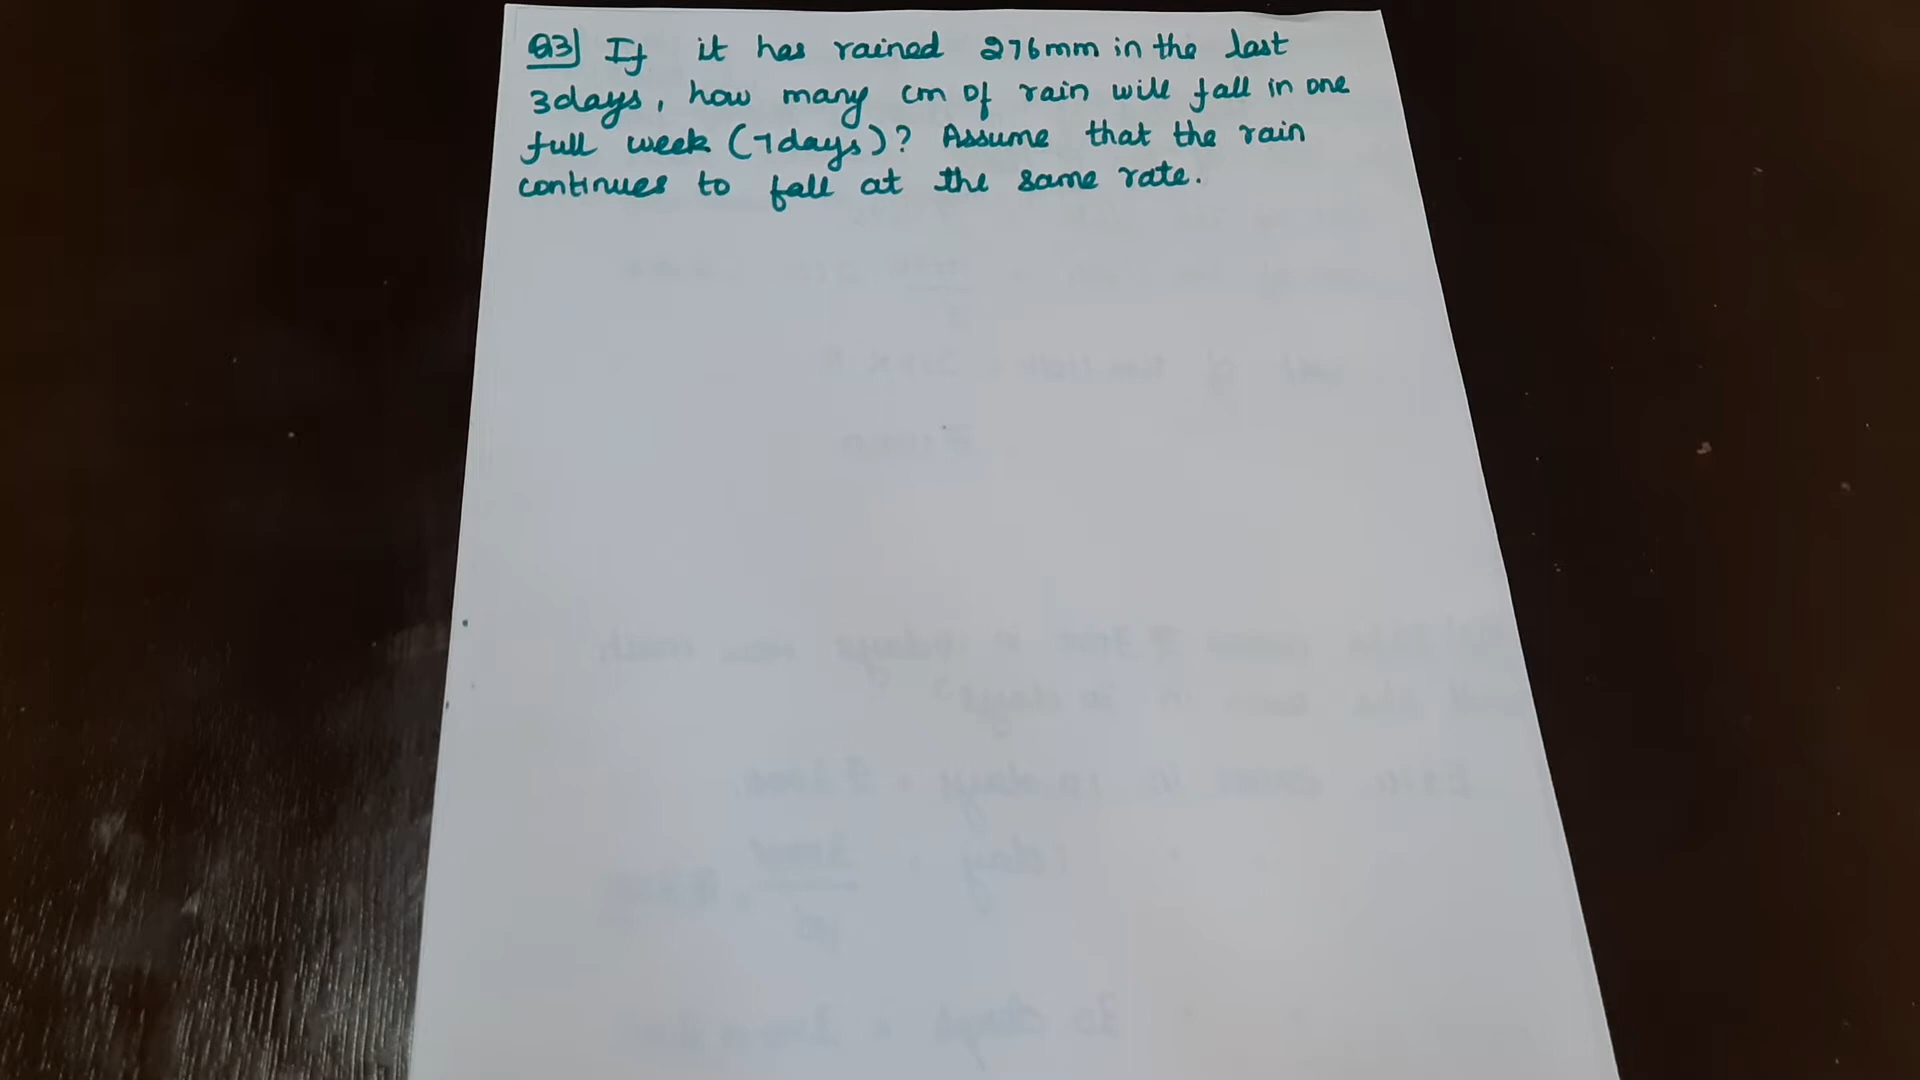 Q3) If it has rained 276mm in the last
3days, how many cm of rain will fall in one
full week (7days)? Assume that the rain
continues to fall at the same rate.